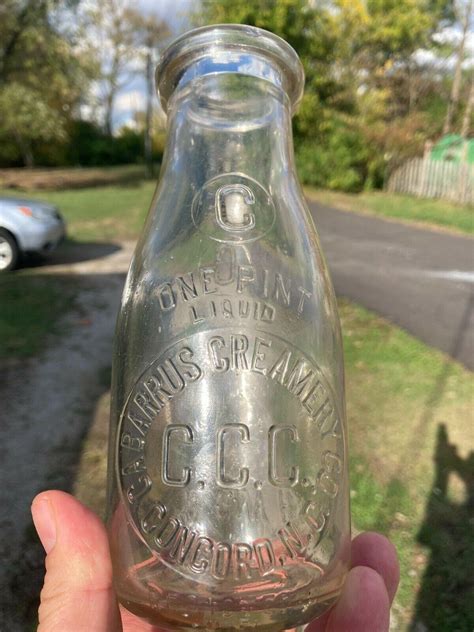 C
ONE PINT
LIQUID
CABARRUS CREAMERY CO.
C.C.C.
CONCORD, N.C.